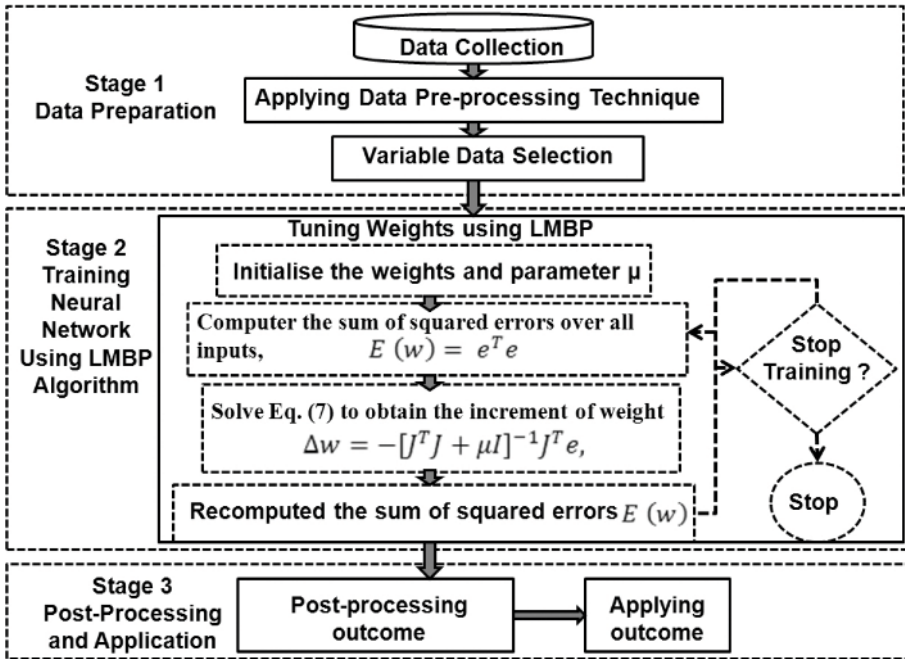 Stage 1
Data Preparation
Data Collection
Applying Data Pre-processing Technique
Variable Data Selection
Stage 2
Training
Neural
Network
Using LMBP
Algorithm
Tuning Weights using LMBP
Initialise the weights and parameter μ
Computer the sum of squared errors over all
inputs, E (w) = e^T e
Solve Eq. (7) to obtain the increment of weight
Δw = −[J^T J + μI]^{−1} J^T e,
Recomputed the sum of squared errors E (w)
Stop
Training ?
Stop
Stage 3
Post-Processing
and Application
Post-processing
outcome
Applying
outcome